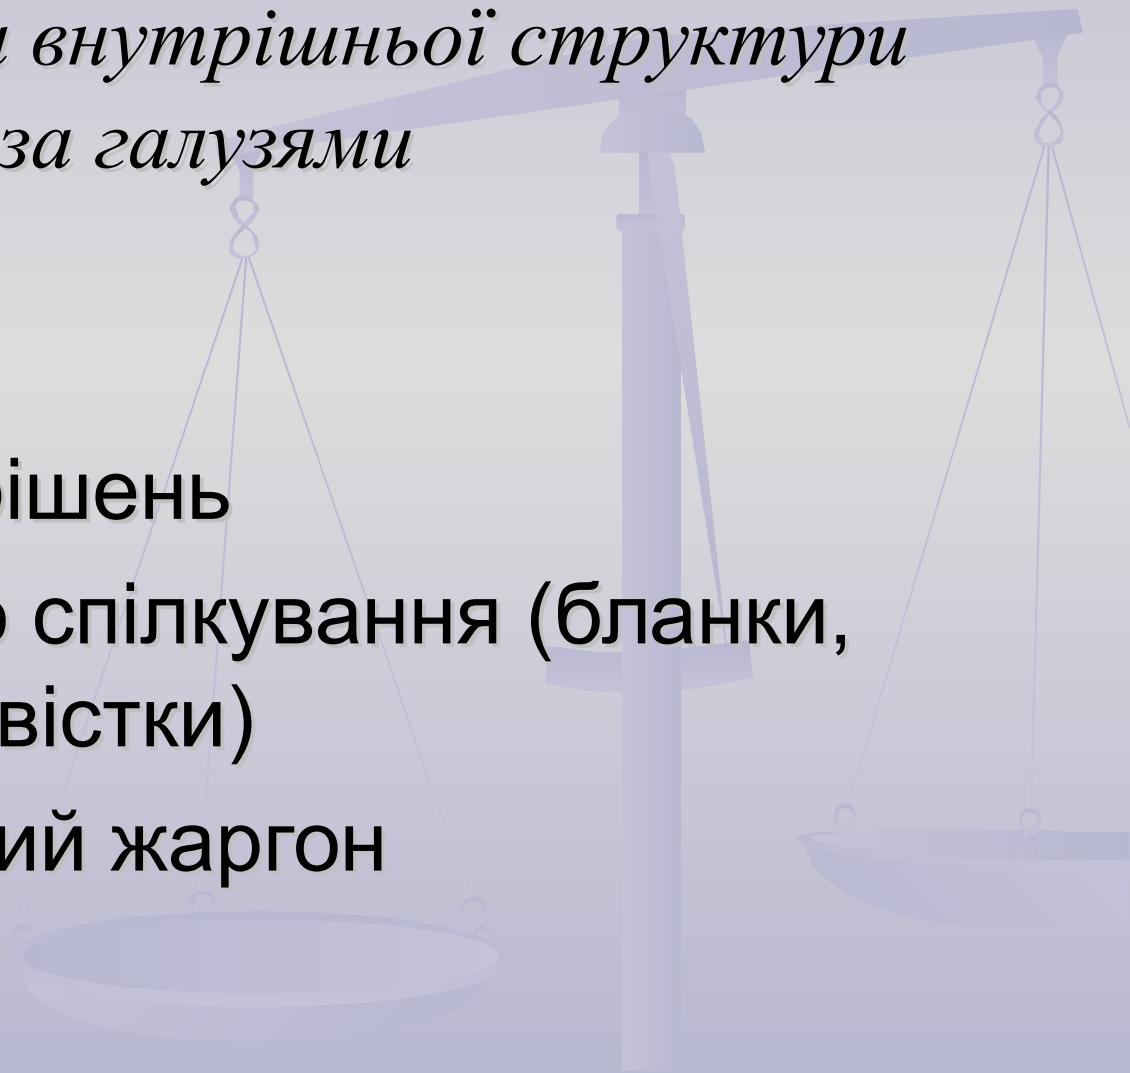 внутрішньої структури
за галузями
рішень
спілкування (бланки,
вістки)
ий жаргон